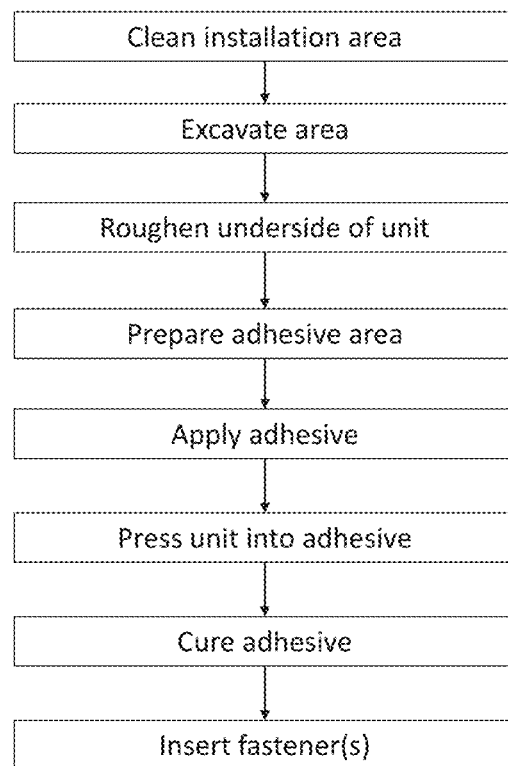 Clean installation area
Excavate area
Roughen underside of unit
Prepare adhesive area
Apply adhesive
Press unit into adhesive
Cure adhesive
Insert fastener(s)